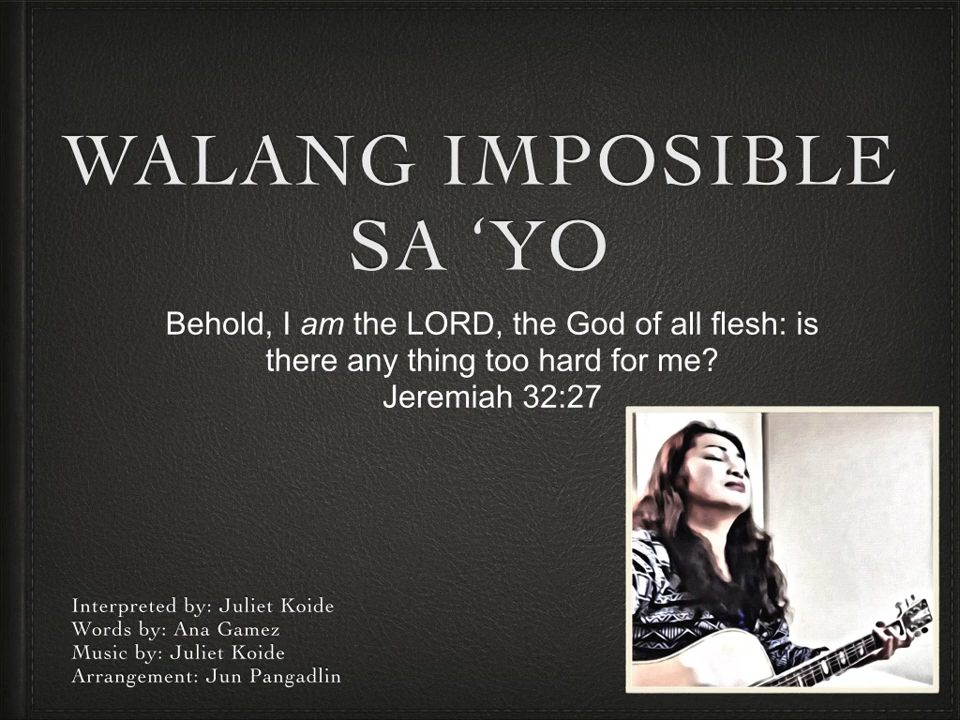 WALANG IMPOSIBLE
SA ‘YO
Behold, I am the LORD, the God of all flesh: is
there any thing too hard for me?
Jeremiah 32:27
Interpreted by: Juliet Koide
Words by: Ana Gamez
Music by: Juliet Koide
Arrangement: Jun Pangadlin